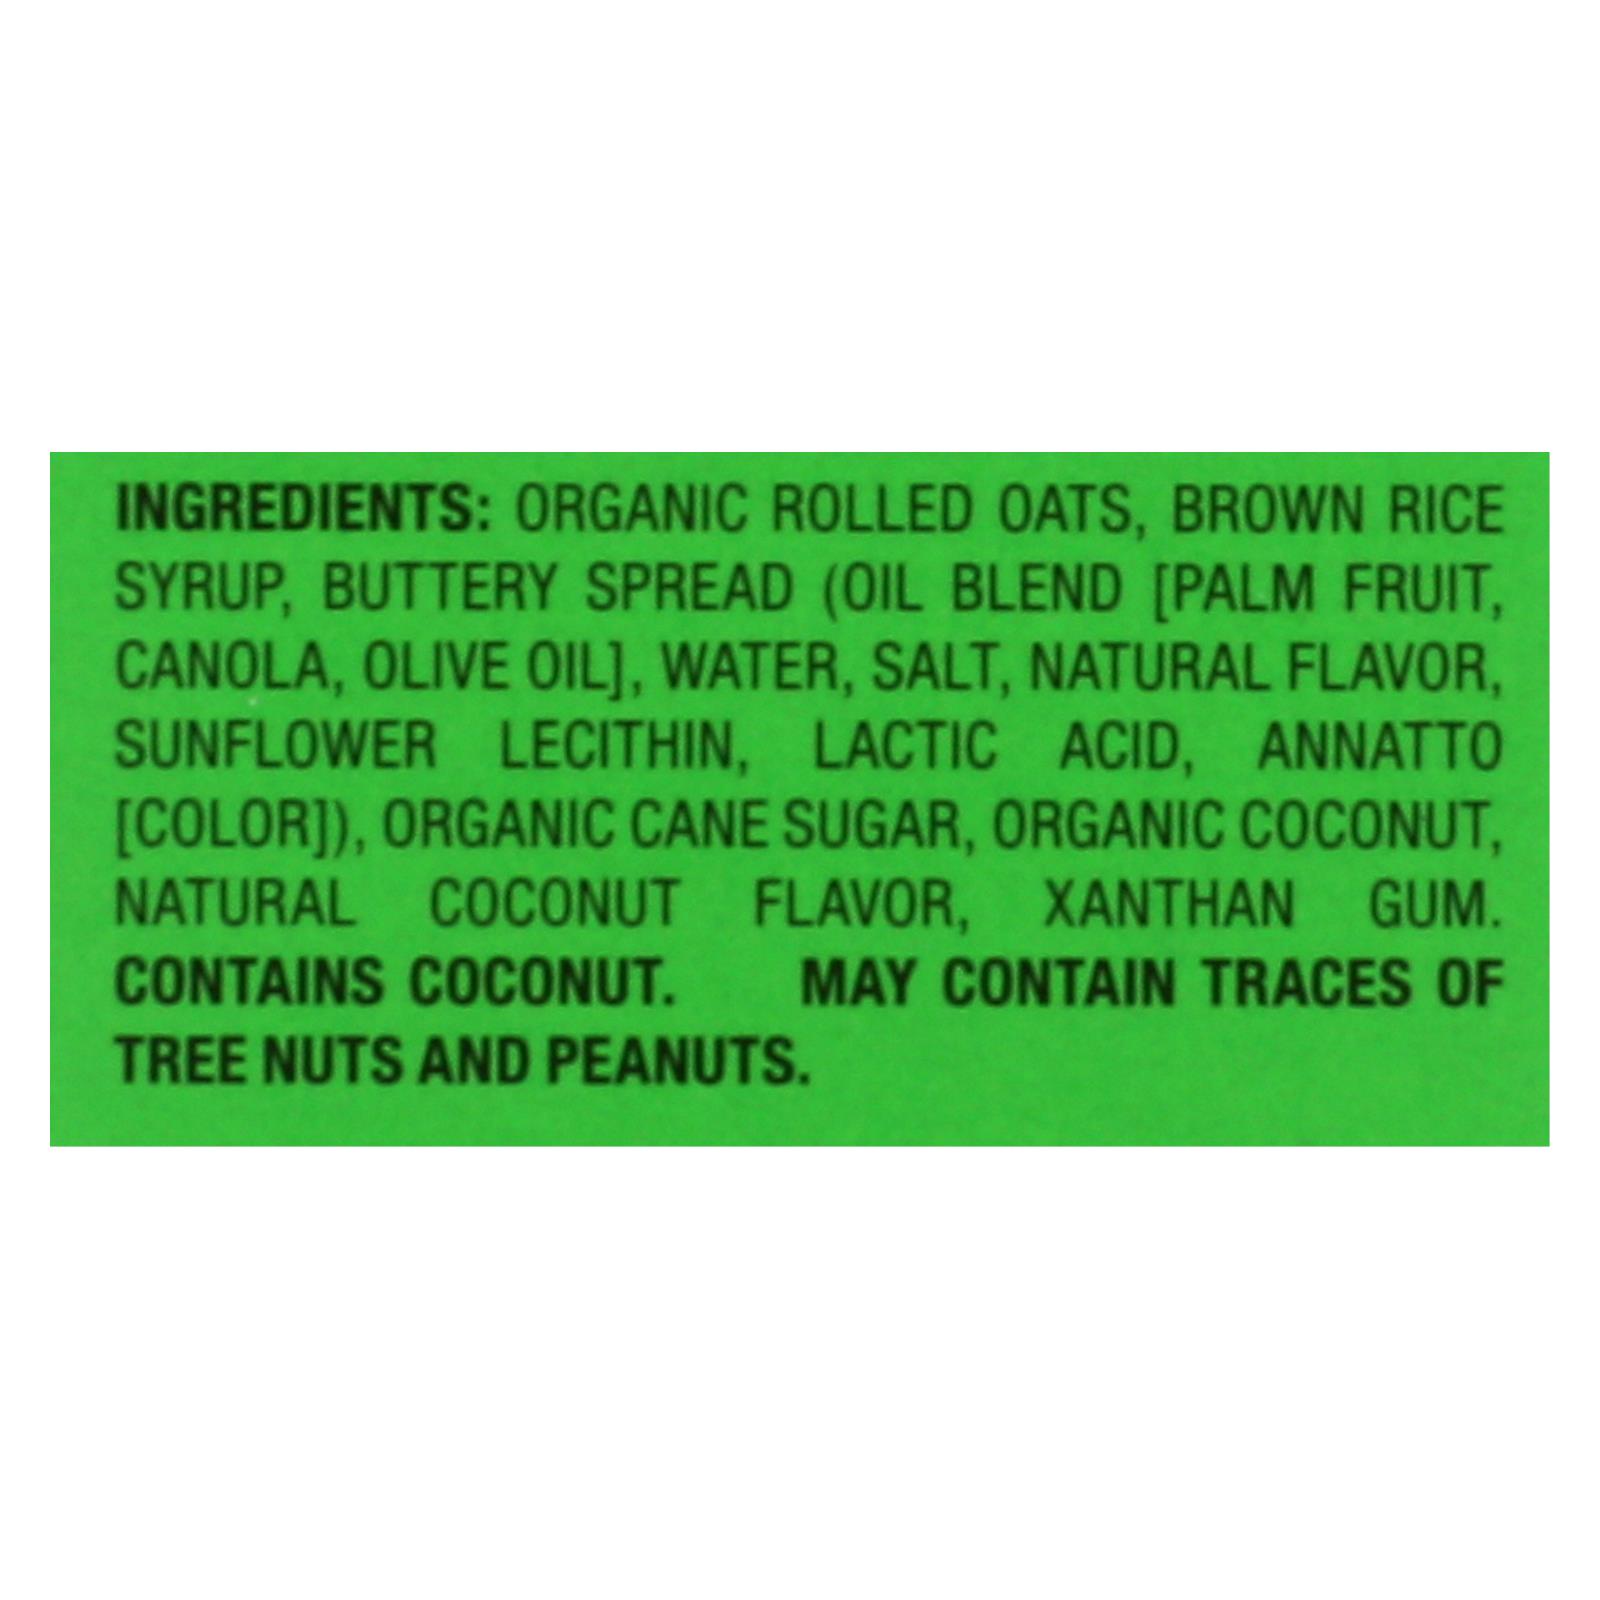 INGREDIENTS: ORGANIC ROLLED OATS, BROWN RICE
SYRUP, BUTTERY SPREAD (OIL BLEND [PALM FRUIT,
CANOLA, OLIVE OIL], WATER, SALT, NATURAL FLAVOR,
SUNFLOWER LECITHIN, LACTIC ACID, ANNATTO
[COLOR]), ORGANIC CANE SUGAR, ORGANIC COCONUT,
NATURAL COCONUT FLAVOR, XANTHAN GUM.
CONTAINS COCONUT. MAY CONTAIN TRACES OF
TREE NUTS AND PEANUTS.